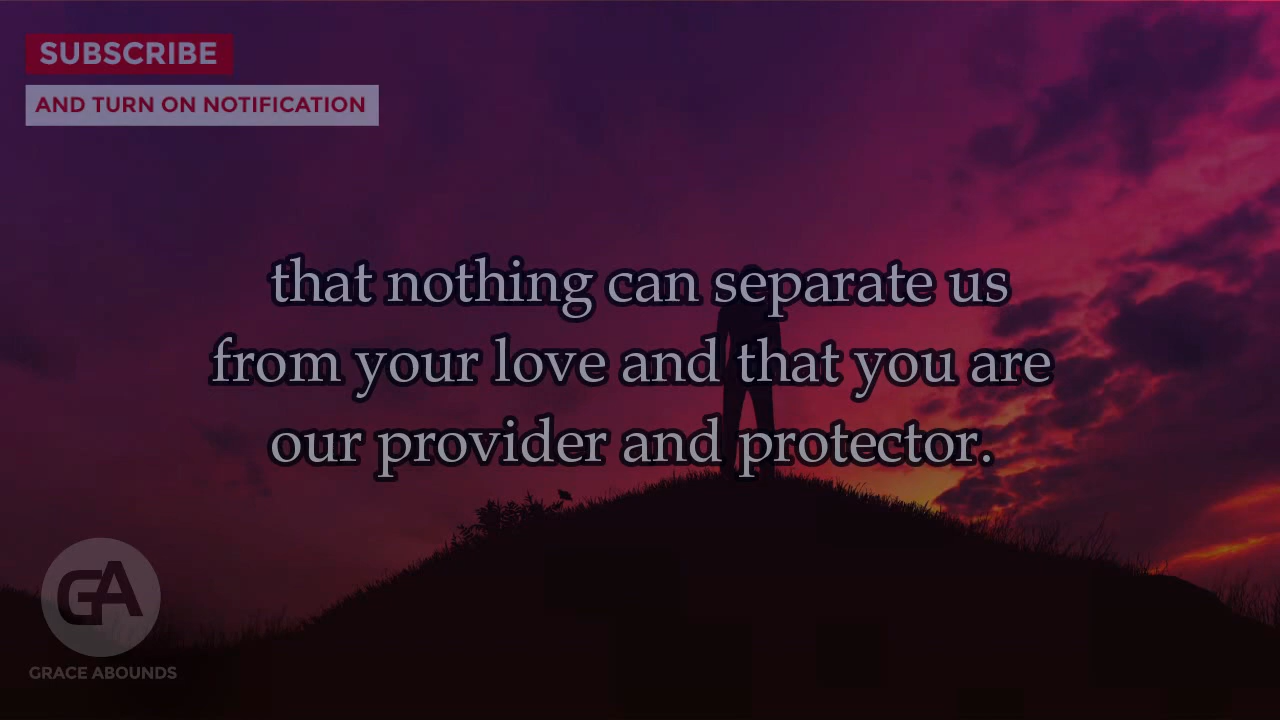 SUBSCRIBE
AND TURN ON NOTIFICATION
that nothing can separate us
from your love and that you are
our provider and protector.
GA
GRACE ABOUNDS